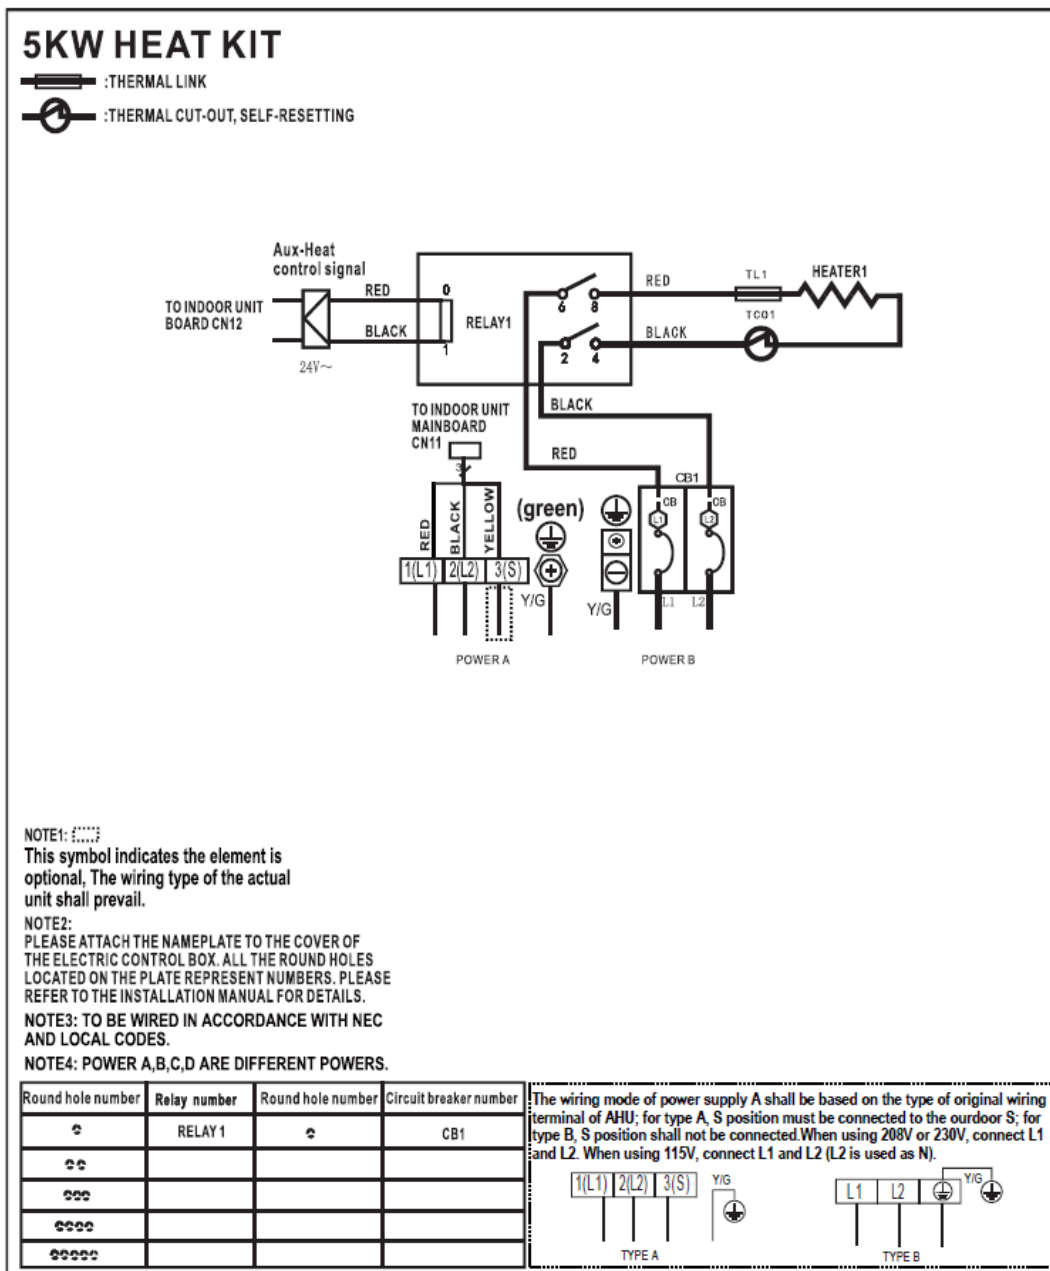 5KW HEAT KIT
:THERMAL LINK
:THERMAL CUT-OUT, SELF-RESETTING
Aux-Heat
control signal
TO INDOOR UNIT
BOARD CN12
RED
BLACK
24V～
0
1
RELAY1
6
8
2
4
RED
BLACK
TL1
TCO1
HEATER1
BLACK
RED
TO INDOOR UNIT
MAINBOARD
CN11
3
RED
BLACK
YELLOW
(green)
1(L1)
2(L2)
3(S)
Y/G
Y/G
CB1
CB
CB
L1
L2
L1
L2
POWER A
POWER B
NOTE1:
This symbol indicates the element is
optional, The wiring type of the actual
unit shall prevail.
NOTE2:
PLEASE ATTACH THE NAMEPLATE TO THE COVER OF
THE ELECTRIC CONTROL BOX. ALL THE ROUND HOLES
LOCATED ON THE PLATE REPRESENT NUMBERS. PLEASE
REFER TO THE INSTALLATION MANUAL FOR DETAILS.
NOTE3: TO BE WIRED IN ACCORDANCE WITH NEC
AND LOCAL CODES.
NOTE4: POWER A,B,C,D ARE DIFFERENT POWERS.
Round hole number Relay number Round hole number Circuit breaker number
RELAY 1 CB1
The wiring mode of power supply A shall be based on the type of original wiring
terminal of AHU; for type A, S position must be connected to the ourdoor S; for
type B, S position shall not be connected.When using 208V or 230V, connect L1
and L2. When using 115V, connect L1 and L2 (L2 is used as N).
1(L1) 2(L2) 3(S) Y/G
TYPE A
L1 L2 Y/G
TYPE B